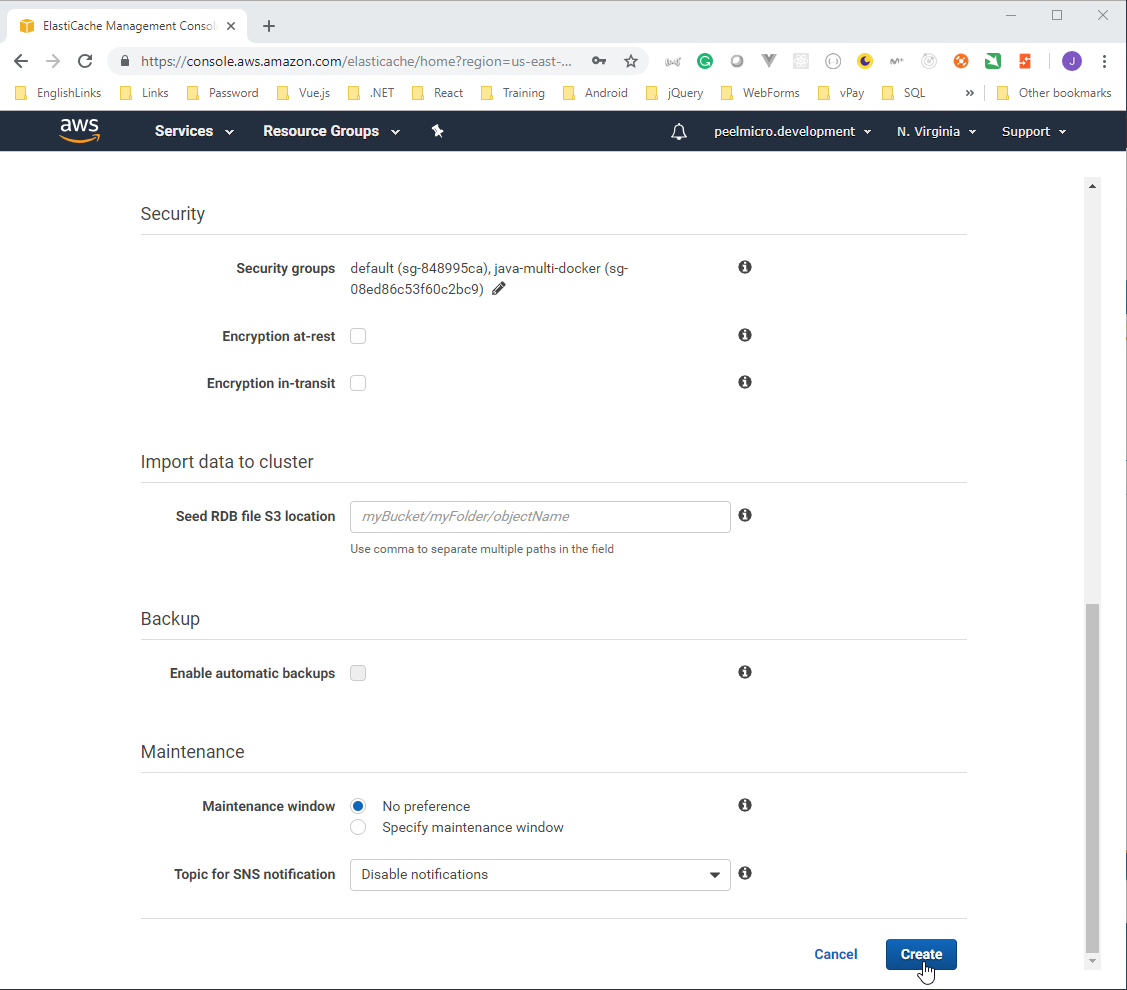 ElastiCache Management Consol
https://console.aws.amazon.com/elasticache/home?region=us-east-...
J
EnglishLinks Links Password Vue.js .NET React Training Android jQuery WebForms vPay SQL » Other bookmarks
aws Services Resource Groups peelmicro.development N. Virginia Support
Security
Security groups default (sg-848995ca), java-multi-docker (sg-
08ed86c53f60c2bc9)
Encryption at-rest
Encryption in-transit
Import data to cluster
Seed RDB file S3 location myBucket/myFolder/objectName
Use comma to separate multiple paths in the field
Backup
Enable automatic backups
Maintenance
Maintenance window No preference
Specify maintenance window
Topic for SNS notification Disable notifications
Cancel Create